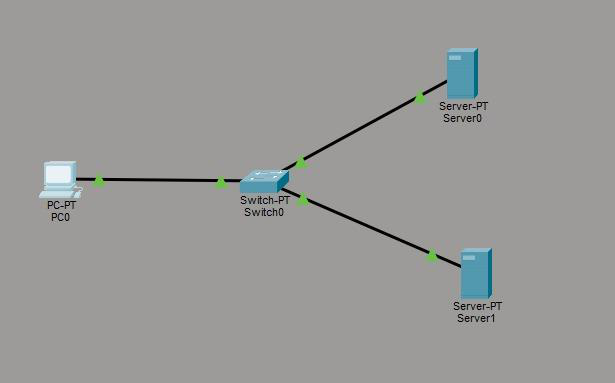 Server-PT
Server0
PC-PT
PC0
Switch-PT
Switch0
Server-PT
Server1